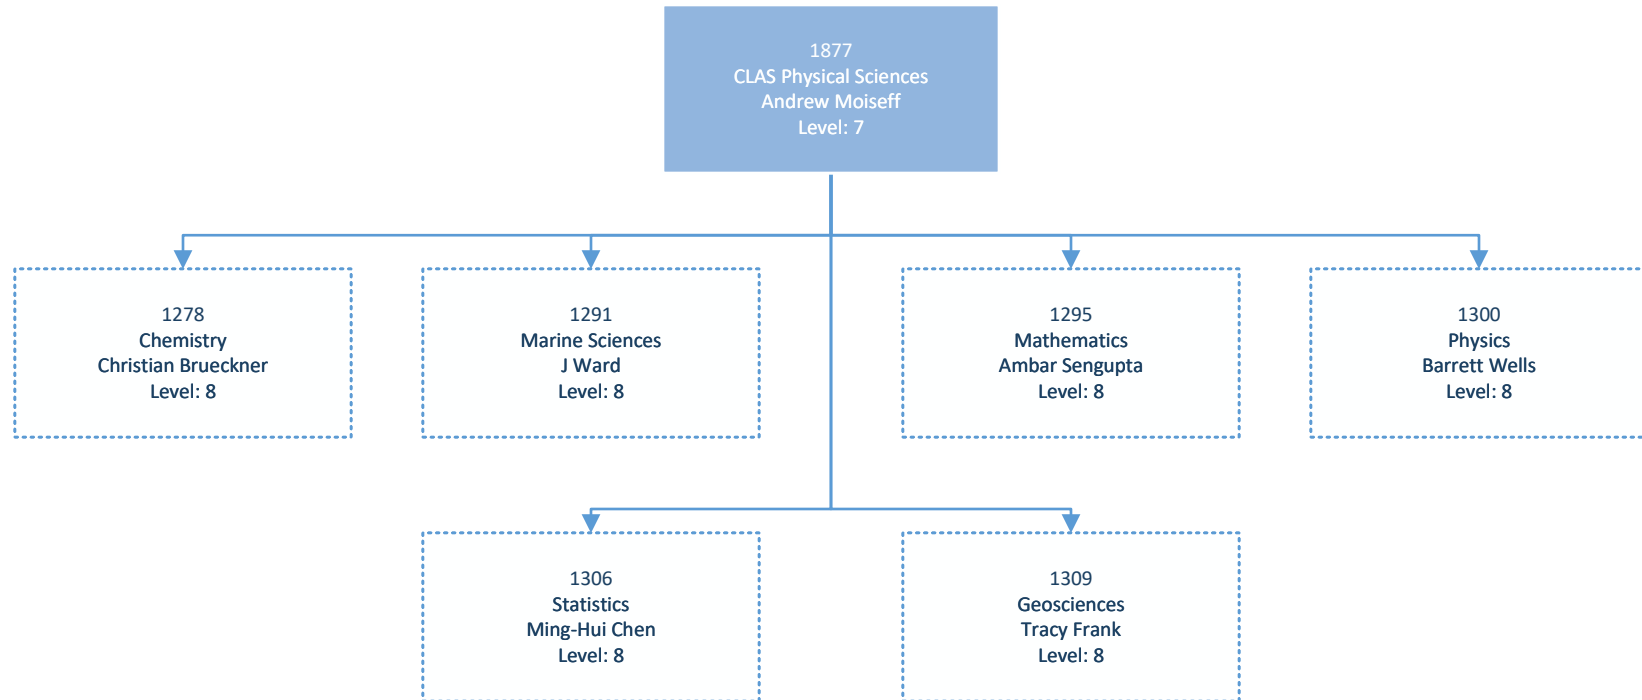 1877
CLAS Physical Sciences
Andrew Moiseff
Level: 7
1278
Chemistry
Christian Brueckner
Level: 8
1291
Marine Sciences
J Ward
Level: 8
1295
Mathematics
Ambar Sengupta
Level: 8
1300
Physics
Barrett Wells
Level: 8
1306
Statistics
Ming-Hui Chen
Level: 8
1309
Geosciences
Tracy Frank
Level: 8